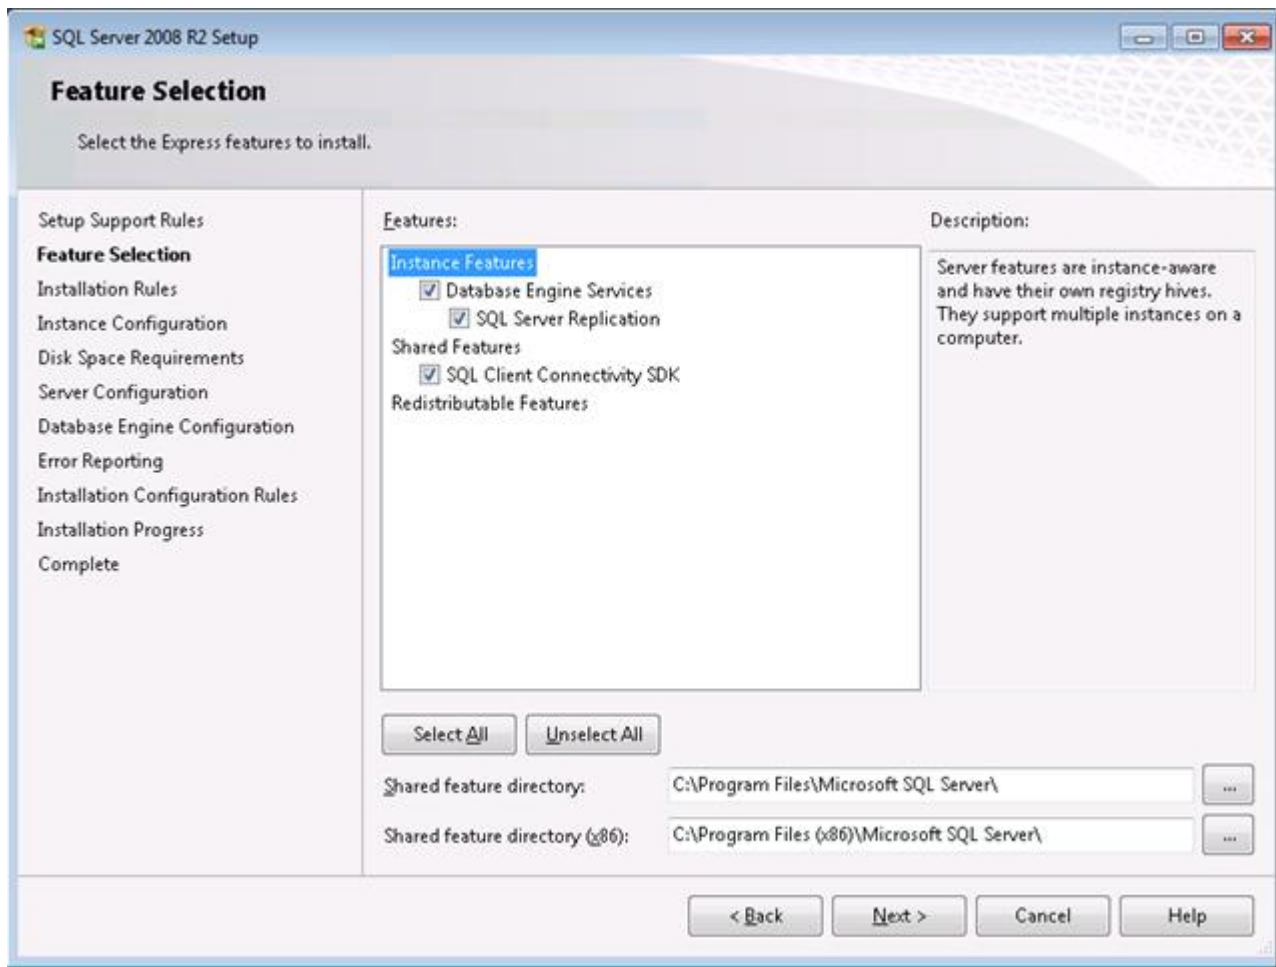 SQL Server 2008 R2 Setup
Feature Selection
Select the Express features to install.
Setup Support Rules
Feature Selection
Installation Rules
Instance Configuration
Disk Space Requirements
Server Configuration
Database Engine Configuration
Error Reporting
Installation Configuration Rules
Installation Progress
Complete
Features:
Instance Features
Database Engine Services
SQL Server Replication
Shared Features
SQL Client Connectivity SDK
Redistributable Features
Description:
Server features are instance-aware
and have their own registry hives.
They support multiple instances on a
computer.
Select All
Unselect All
Shared feature directory:
C:\Program Files\Microsoft SQL Server\
...
Shared feature directory (x86):
C:\Program Files (x86)\Microsoft SQL Server\
...
< Back
Next >
Cancel
Help